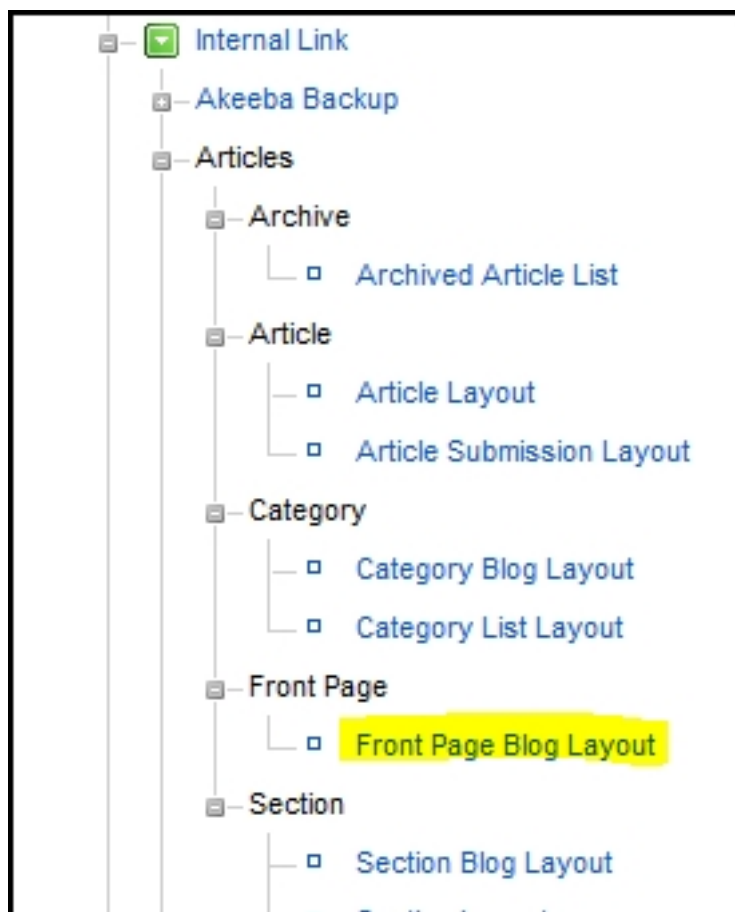 Internal Link
Akeeba Backup
Articles
Archive
Archived Article List
Article
Article Layout
Article Submission Layout
Category
Category Blog Layout
Category List Layout
Front Page
Front Page Blog Layout
Section
Section Blog Layout